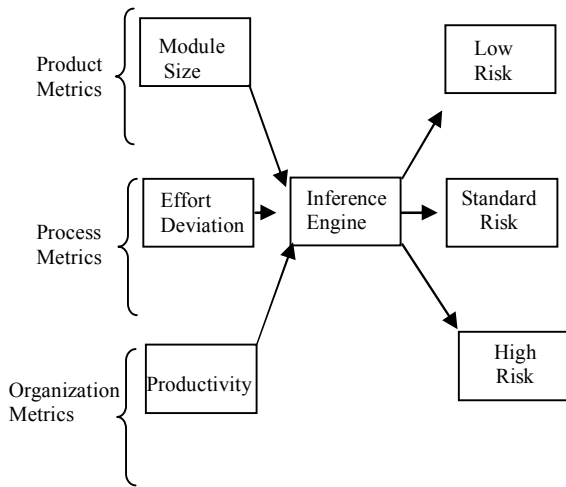 Product
Metrics
Module
Size
Low
Risk
Process
Metrics
Effort
Deviation
Inference
Engine
Standard
Risk
Organization
Metrics
Productivity
High
Risk